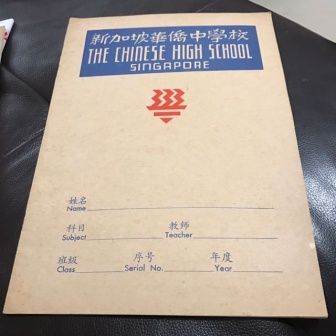 新加坡華僑中學校
THE CHINESE HIGH SCHOOL
SINGAPORE
姓名
Name
科目 教師
Subject Teacher
班級 序号 年度
Class Serial No. Year